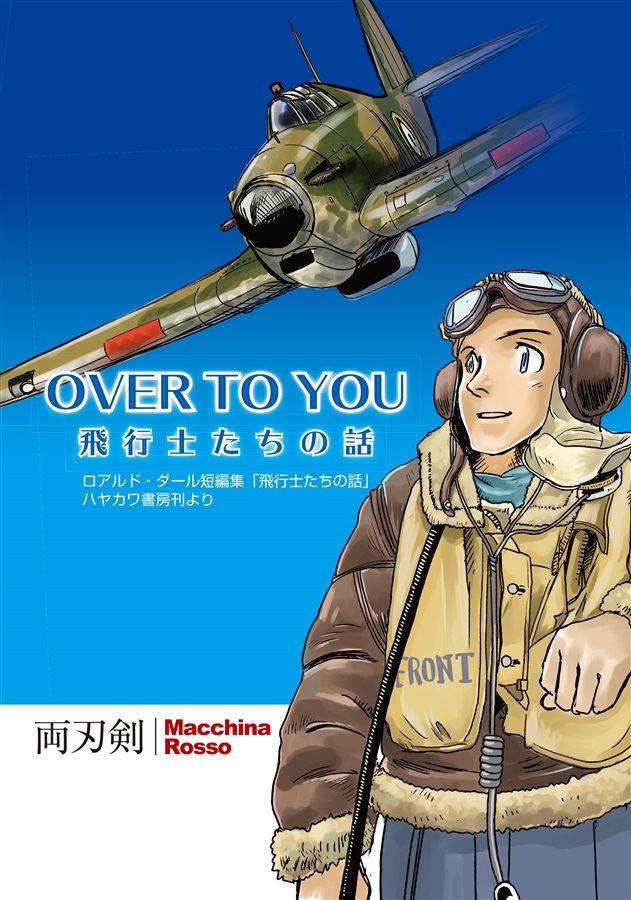 OVER TO YOU
飛行士たちの話
ロアルド・ダール短編集「飛行士たちの話」
ハヤカワ書房刊より
FRONT
両刃剣
Macchina
Rosso